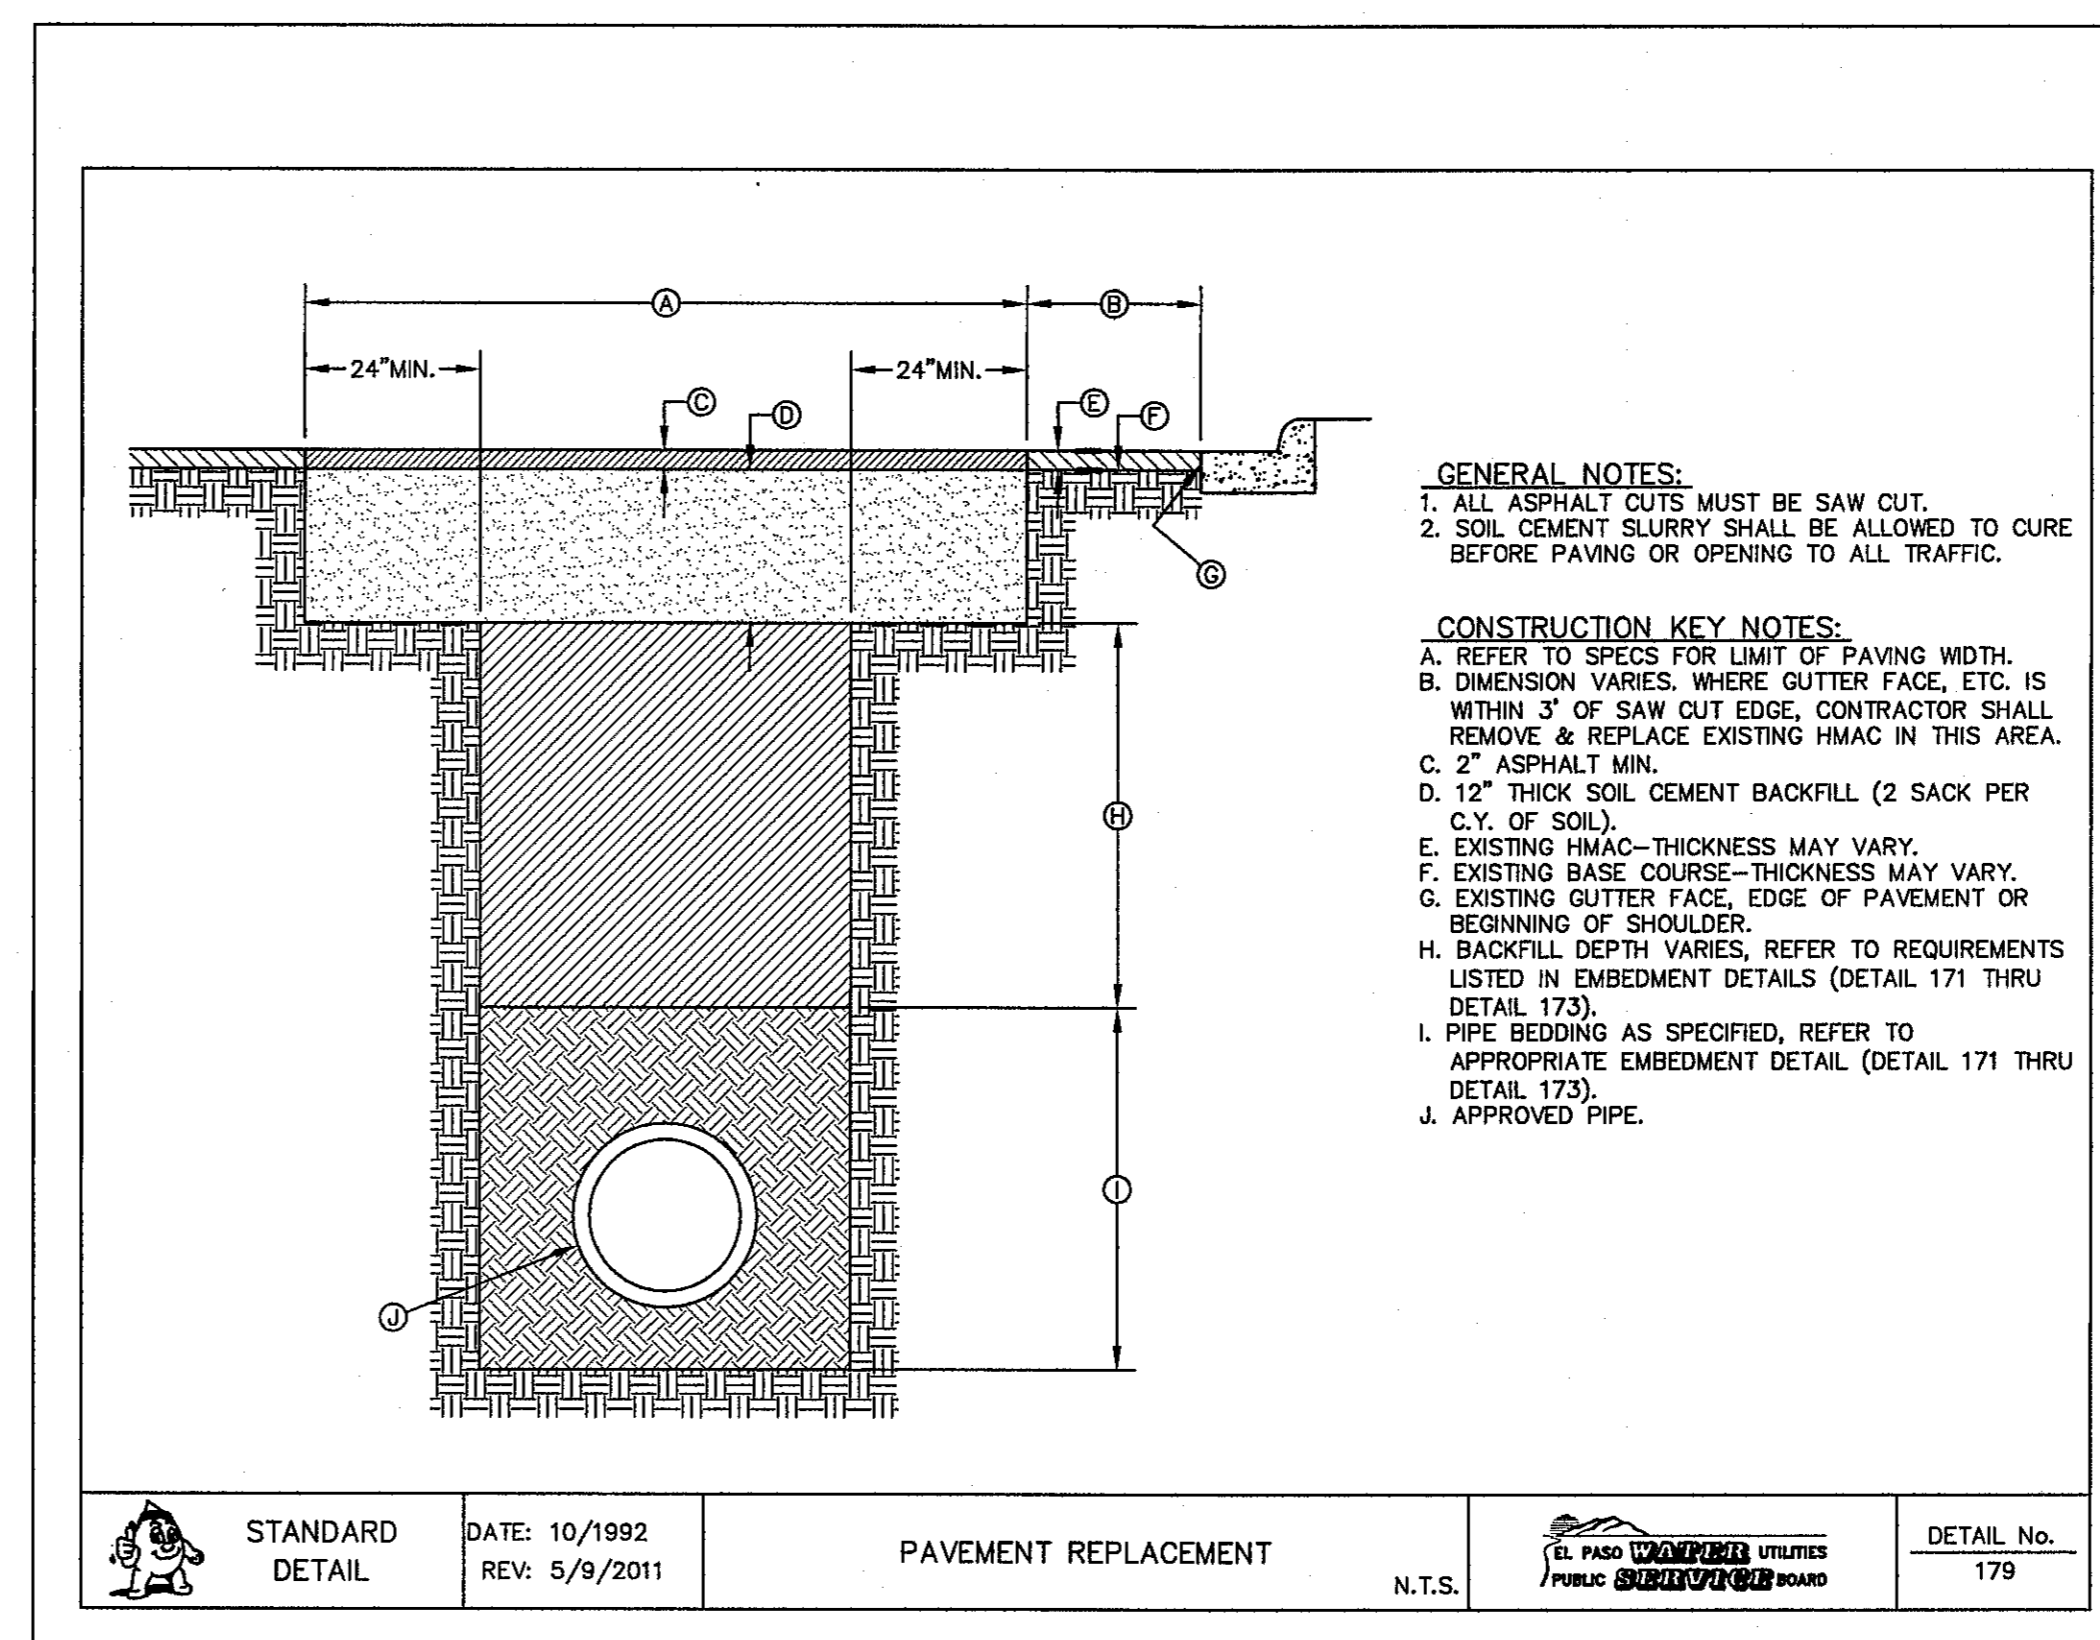 A
B
24"MIN.
24"MIN.
C
D
E
F
G
H
I
J
GENERAL NOTES:
1. ALL ASPHALT CUTS MUST BE SAW CUT.
2. SOIL CEMENT SLURRY SHALL BE ALLOWED TO CURE
BEFORE PAVING OR OPENING TO ALL TRAFFIC.
CONSTRUCTION KEY NOTES:
A. REFER TO SPECS FOR LIMIT OF PAVING WIDTH.
B. DIMENSION VARIES. WHERE GUTTER FACE, ETC. IS
WITHIN 3' OF SAW CUT EDGE, CONTRACTOR SHALL
REMOVE & REPLACE EXISTING HMAC IN THIS AREA.
C. 2" ASPHALT MIN.
D. 12" THICK SOIL CEMENT BACKFILL (2 SACK PER
C.Y. OF SOIL).
E. EXISTING HMAC-THICKNESS MAY VARY.
F. EXISTING BASE COURSE-THICKNESS MAY VARY.
G. EXISTING GUTTER FACE, EDGE OF PAVEMENT OR
BEGINNING OF SHOULDER.
H. BACKFILL DEPTH VARIES, REFER TO REQUIREMENTS
LISTED IN EMBEDMENT DETAILS (DETAIL 171 THRU
DETAIL 173).
I. PIPE BEDDING AS SPECIFIED, REFER TO
APPROPRIATE EMBEDMENT DETAIL (DETAIL 171 THRU
DETAIL 173).
J. APPROVED PIPE.
STANDARD
DETAIL
DATE: 10/1992
REV: 5/9/2011
PAVEMENT REPLACEMENT
N.T.S.
EL PASO WATER UTILITIES
PUBLIC SERVICE BOARD
DETAIL No.
179